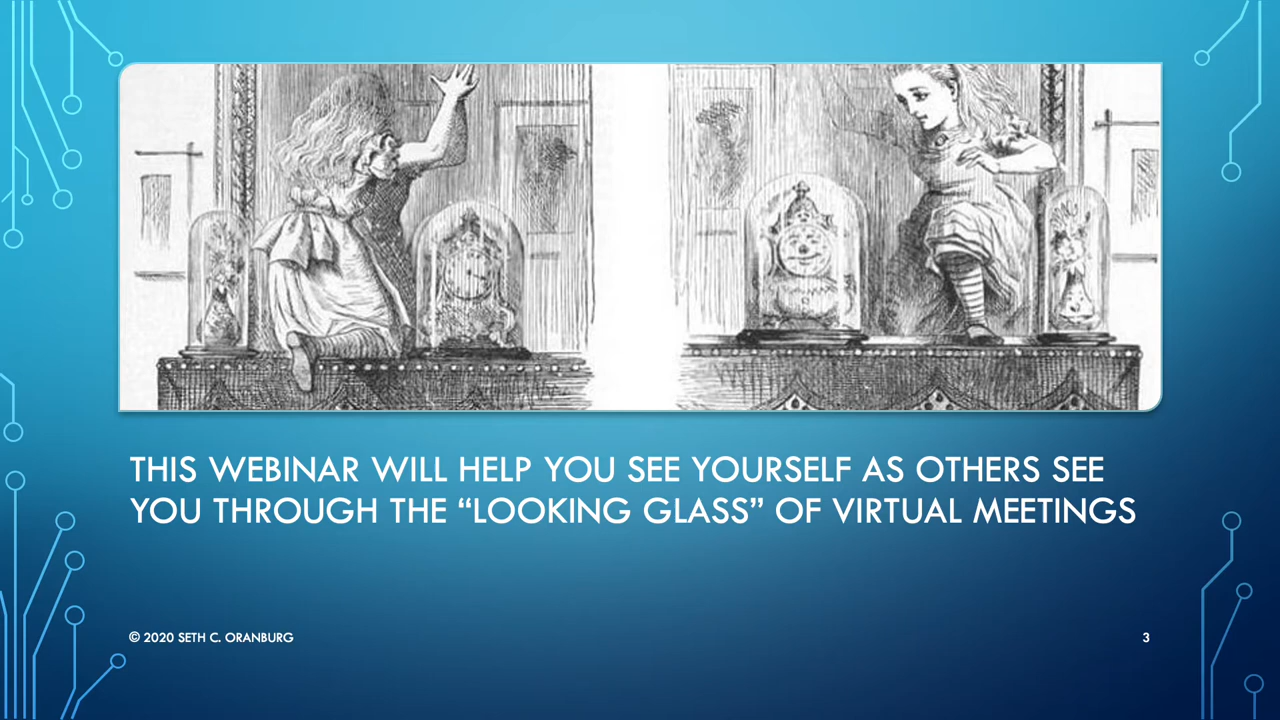 THIS WEBINAR WILL HELP YOU SEE YOURSELF AS OTHERS SEE
YOU THROUGH THE “LOOKING GLASS” OF VIRTUAL MEETINGS
© 2020 SETH C. ORANBURG
3